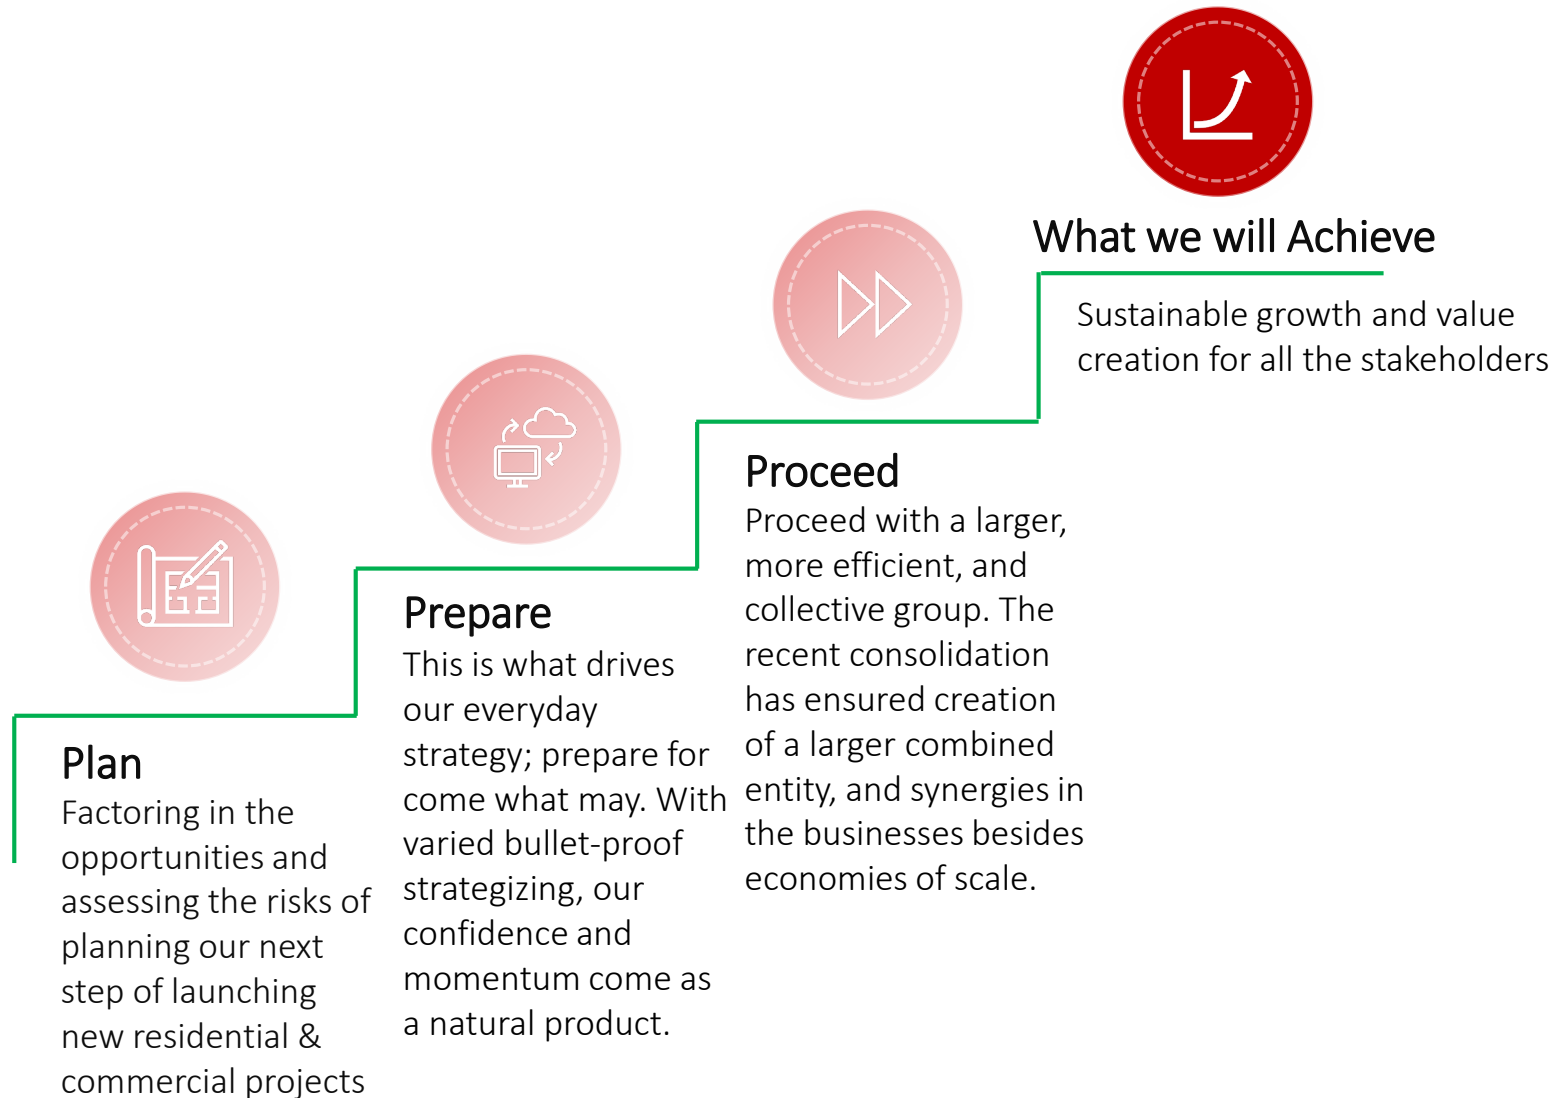 What we will Achieve
Sustainable growth and value
creation for all the stakeholders
Proceed
Proceed with a larger,
more efficient, and
collective group. The
recent consolidation
has ensured creation
of a larger combined
entity, and synergies in
the businesses besides
economies of scale.
Prepare
This is what drives
our everyday
strategy; prepare for
come what may. With
varied bullet-proof
strategizing, our
confidence and
momentum come as
a natural product.
Plan
Factoring in the
opportunities and
assessing the risks of
planning our next
step of launching
new residential &
commercial projects